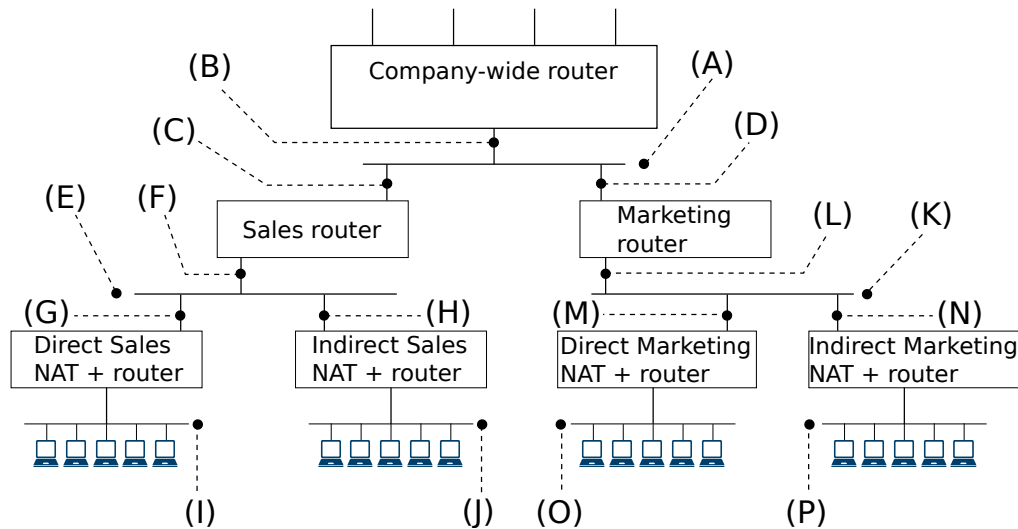 Company-wide router
(B)
(A)
(C)
(D)
Sales router
Marketing
router
(E)
(F)
(L)
(K)
(G)
(H)
(M)
(N)
Direct Sales
NAT + router
Indirect Sales
NAT + router
Direct Marketing
NAT + router
Indirect Marketing
NAT + router
(I)
(J)
(O)
(P)